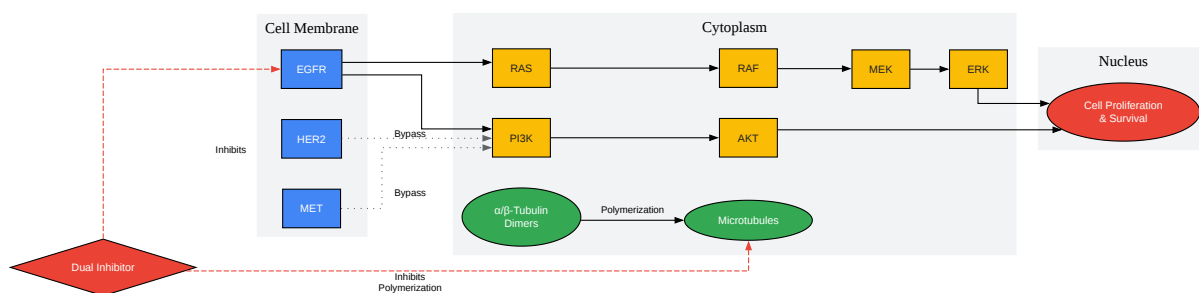 Cell Membrane
Cytoplasm
Nucleus
EGFR
RAS
RAF
MEK
ERK
Cell Proliferation
& Survival
HER2
Bypass
PI3K
AKT
Inhibits
MET
Bypass
α/β-Tubulin
Dimers
Polymerization
Microtubules
Dual Inhibitor
Inhibits
Polymerization